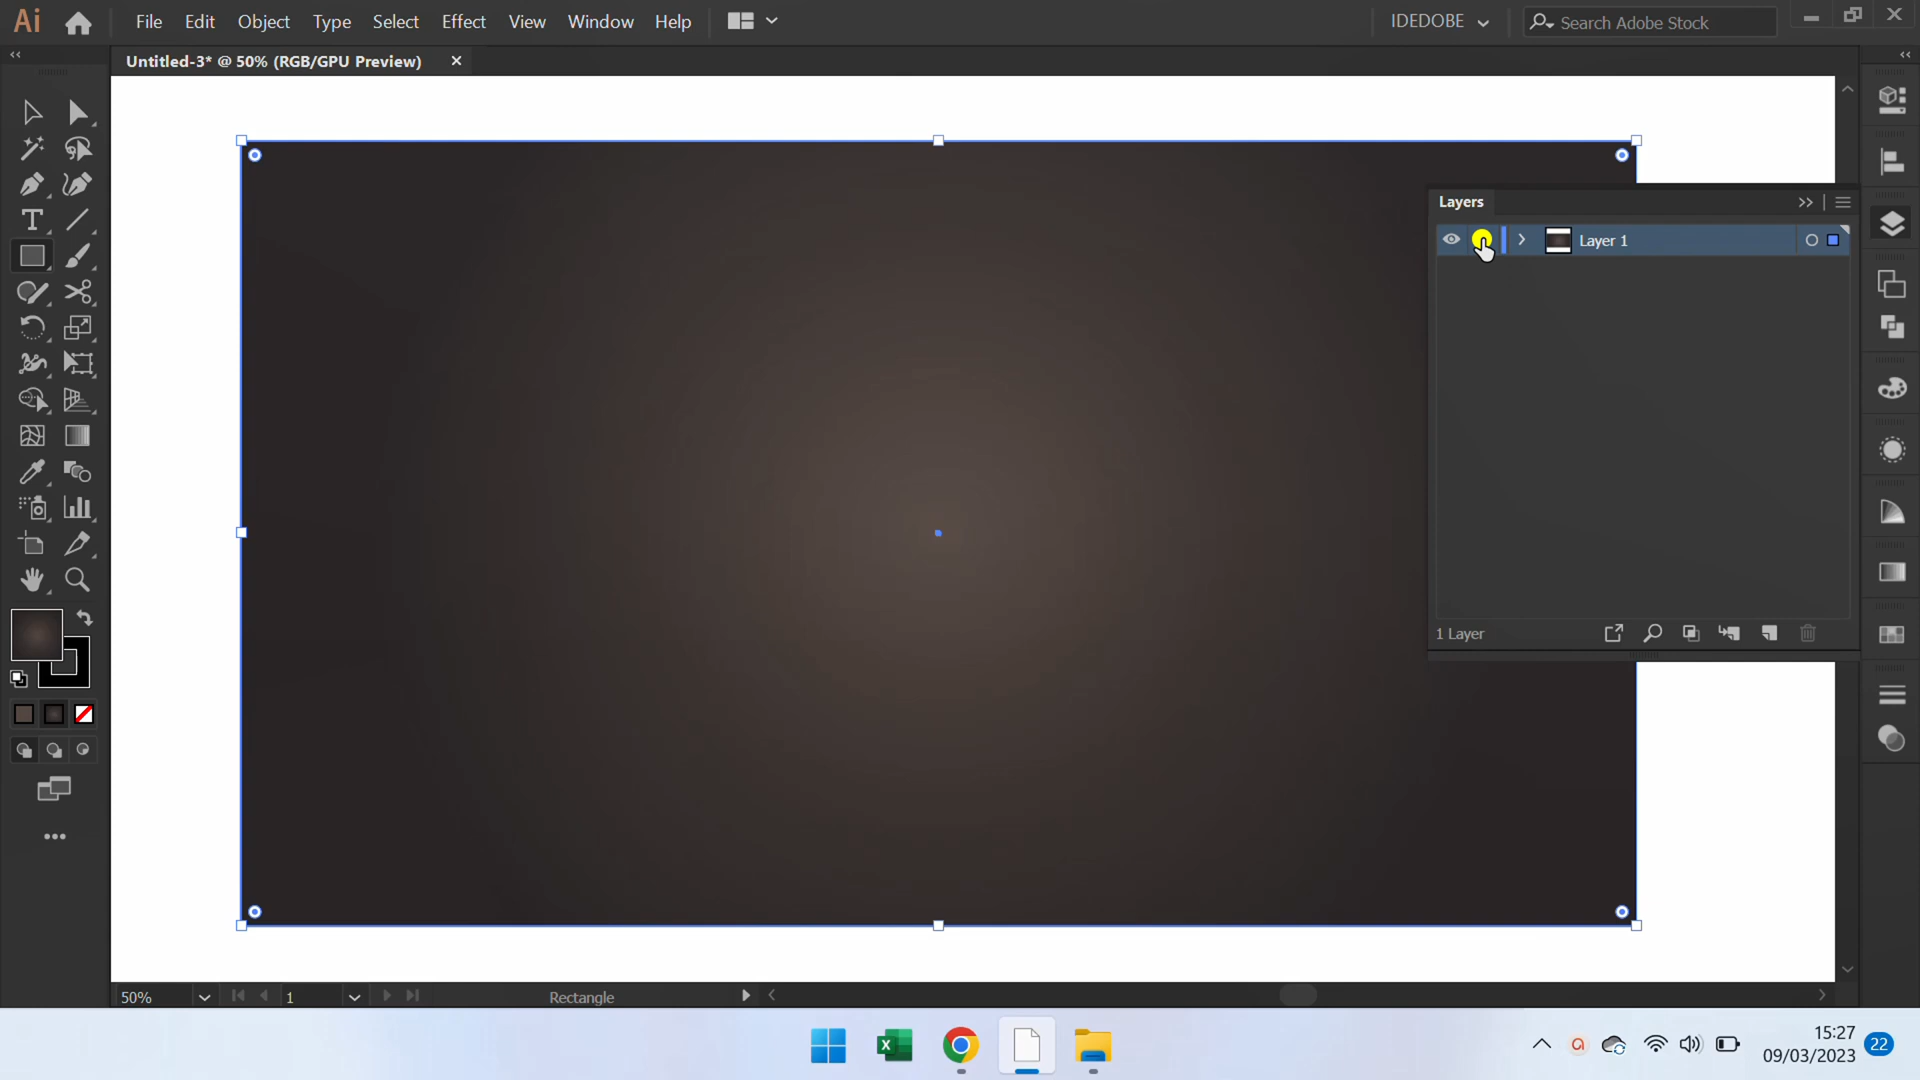 Ai File Edit Object Type Select Effect View Window Help IDEDOBE Search Adobe Stock
Untitled-3* @ 50% (RGB/GPU Preview)
Layers
Layer 1
1 Layer
50% 1 Rectangle
15:27
09/03/2023 22